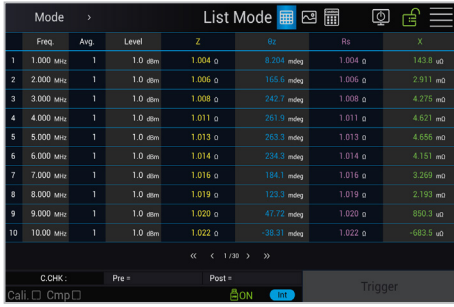 Mode > List Mode
Freq. Avg. Level Z θz Rs X
1 1.000 MHz 1 1.0 dBm 1.004 Ω 8.204 mdeg 1.004 Ω 143.8 uΩ
2 2.000 MHz 1 1.0 dBm 1.006 Ω 165.6 mdeg 1.006 Ω 2.911 mΩ
3 3.000 MHz 1 1.0 dBm 1.008 Ω 242.7 mdeg 1.008 Ω 4.275 mΩ
4 4.000 MHz 1 1.0 dBm 1.011 Ω 261.9 mdeg 1.011 Ω 4.621 mΩ
5 5.000 MHz 1 1.0 dBm 1.013 Ω 263.3 mdeg 1.013 Ω 4.656 mΩ
6 6.000 MHz 1 1.0 dBm 1.014 Ω 234.3 mdeg 1.014 Ω 4.151 mΩ
7 7.000 MHz 1 1.0 dBm 1.016 Ω 184.1 mdeg 1.016 Ω 3.269 mΩ
8 8.000 MHz 1 1.0 dBm 1.019 Ω 123.3 mdeg 1.019 Ω 2.193 mΩ
9 9.000 MHz 1 1.0 dBm 1.020 Ω 47.72 mdeg 1.020 Ω 850.3 uΩ
10 10.00 MHz 1 1.0 dBm 1.022 Ω -38.31 mdeg 1.022 Ω -683.5 uΩ
« < 1/30 > »
C.CHK : Pre = Post =
Cali. Cmp ON Int Trigger